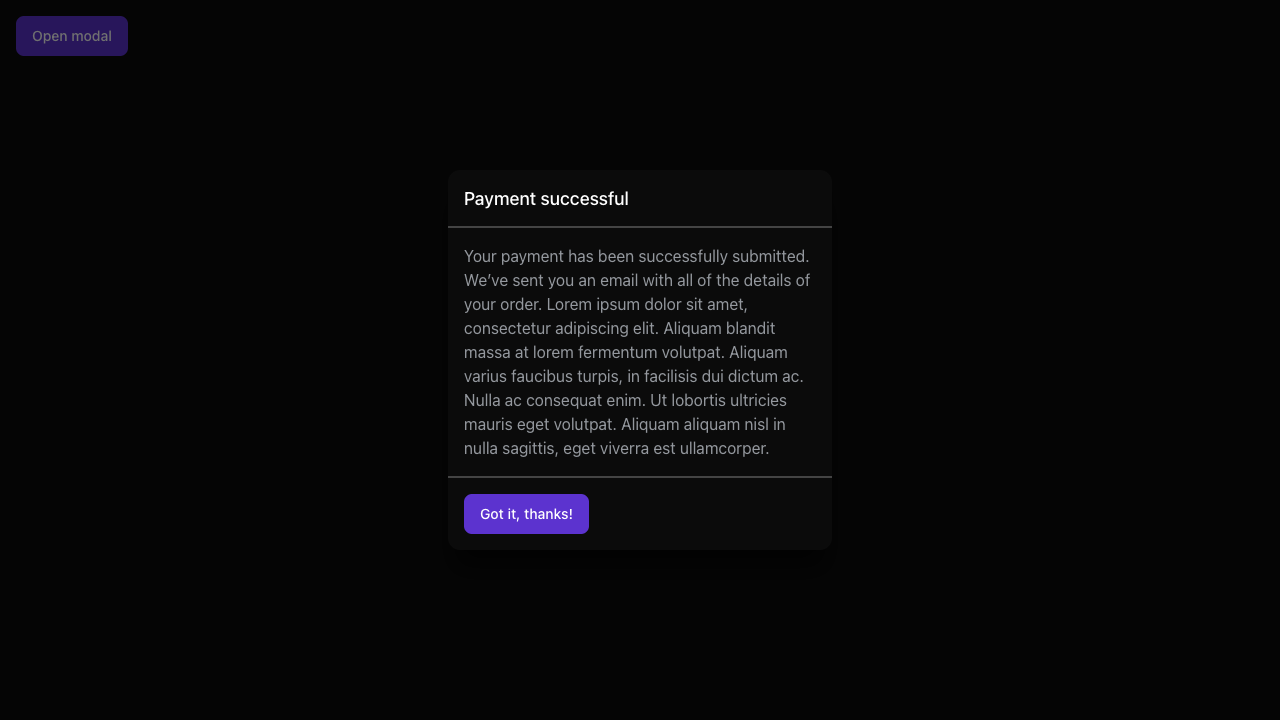 Open modal
Payment successful
Your payment has been successfully submitted.
We’ve sent you an email with all of the details of
your order. Lorem ipsum dolor sit amet,
consectetur adipiscing elit. Aliquam blandit
massa at lorem fermentum volutpat. Aliquam
varius faucibus turpis, in facilisis dui dictum ac.
Nulla ac consequat enim. Ut lobortis ultricies
mauris eget volutpat. Aliquam aliquam nisl in
nulla sagittis, eget viverra est ullamcorper.
Got it, thanks!